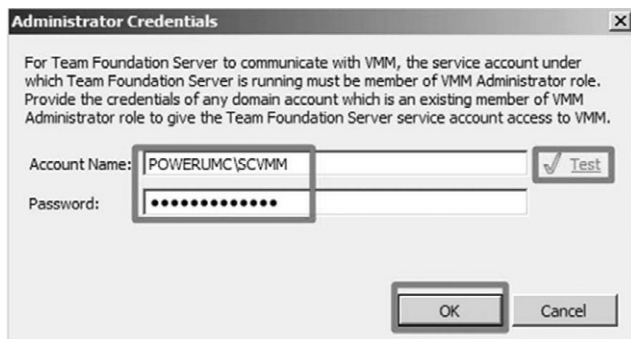 Administrator Credentials
For Team Foundation Server to communicate with VMM, the service account under
which Team Foundation Server is running must be member of VMM Administrator role.
Provide the credentials of any domain account which is an existing member of VMM
Administrator role to give the Team Foundation Server service account access to VMM.
Account Name: POWERUMC\SCVMM Test
Password: •••••••••••••
OK Cancel